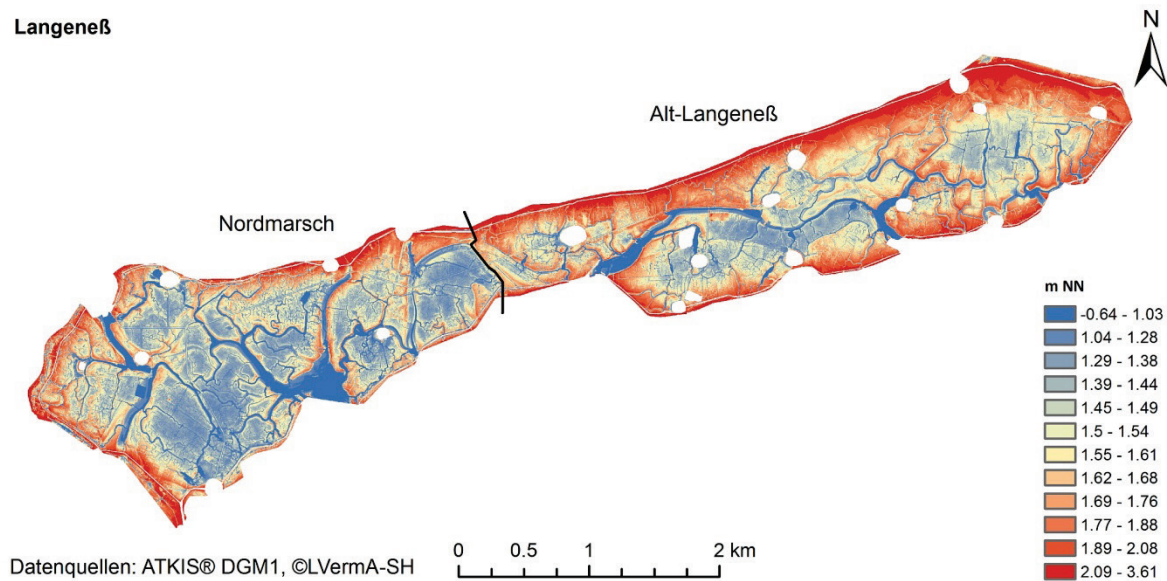 Langeneß
N
Alt-Langeneß
Nordmarsch
m NN
-0.64 - 1.03
1.04 - 1.28
1.29 - 1.38
1.39 - 1.44
1.45 - 1.49
1.5 - 1.54
1.55 - 1.61
1.62 - 1.68
1.69 - 1.76
1.77 - 1.88
1.89 - 2.08
2.09 - 3.61
0 0.5 1 2 km
Datenquellen: ATKIS® DGM1, ©LVermA-SH